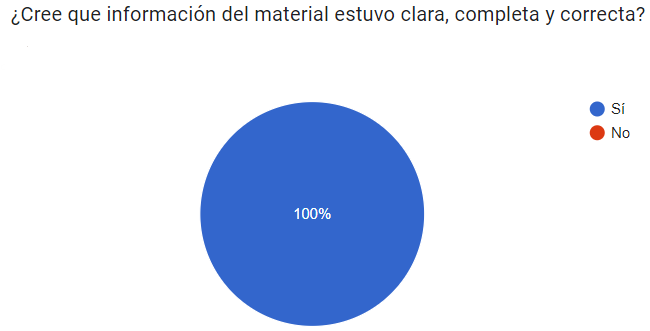 ¿Cree que información del material estuvo clara, completa y correcta?
Sí
No
100%